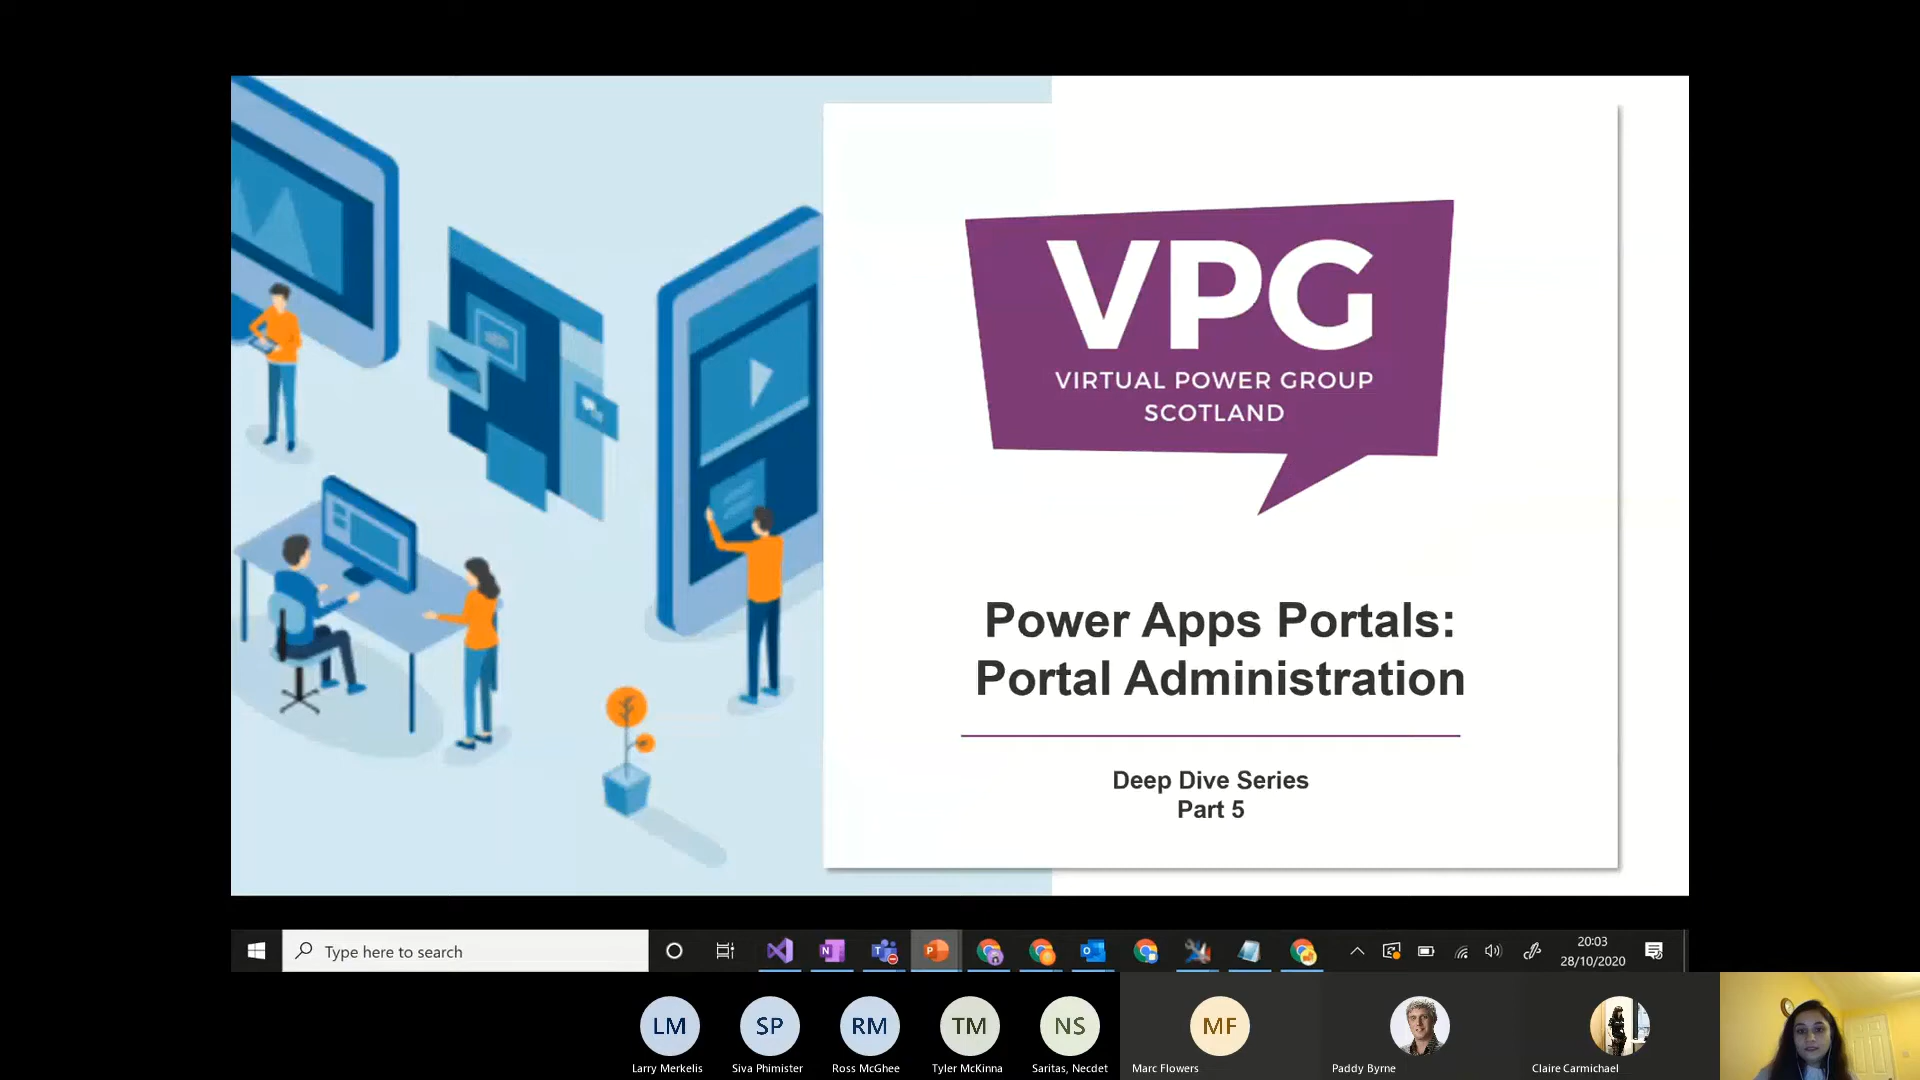 VPG
VIRTUAL POWER GROUP
SCOTLAND
Power Apps Portals:
Portal Administration
Deep Dive Series
Part 5
Type here to search
20:03
28/10/2020
LM
SP
RM
TM
NS
MF
Larry Merkelis
Siva Phimister
Ross McGhee
Tyler McKinna
Saritas, Necdet
Marc Flowers
Paddy Byrne
Claire Carmichael